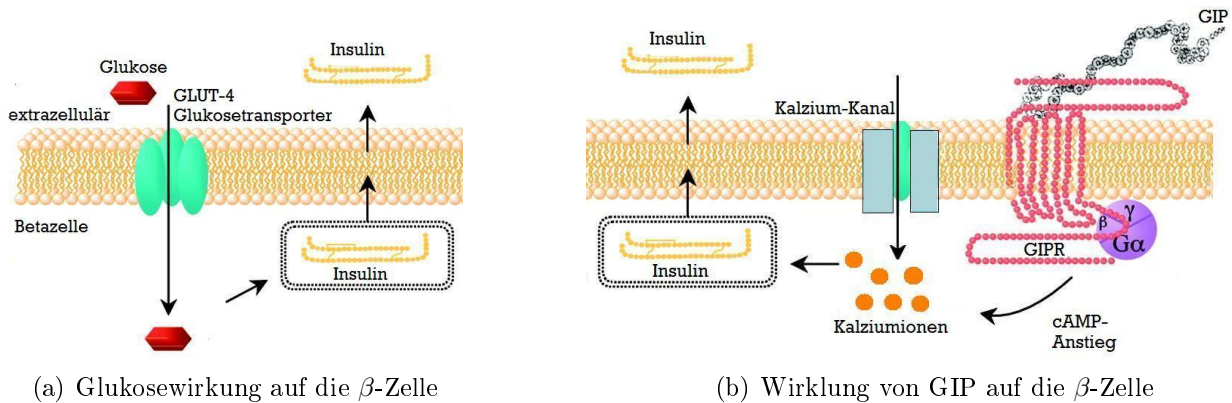 Insulin
Glukose
GLUT-4
Glukosetransporter
extrazellulär
Betazelle
Insulin
(a) Glukosewirkung auf die β-Zelle
GIP
Insulin
Kalzium-Kanal
γ
β
Gα
GIPR
Insulin
Kalziumionen
cAMP-
Anstieg
(b) Wirklung von GIP auf die β-Zelle